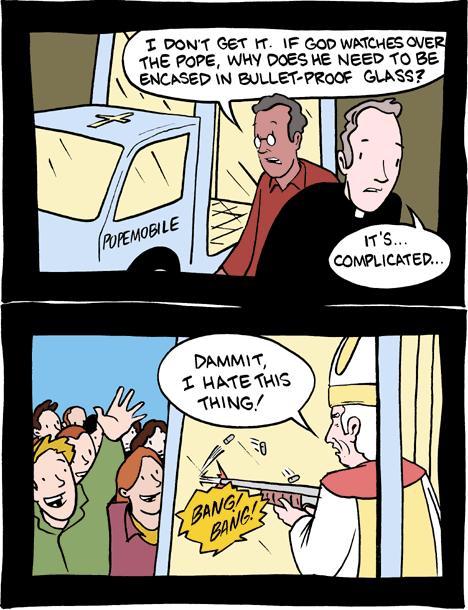 I DON'T GET IT. IF GOD WATCHES OVER
THE POPE, WHY DOES HE NEED TO BE
ENCASED IN BULLET-PROOF GLASS?
POPEMOBILE
IT'S...
COMPLICATED...
DAMMIT,
I HATE THIS
THING!
BANG!
BANG!